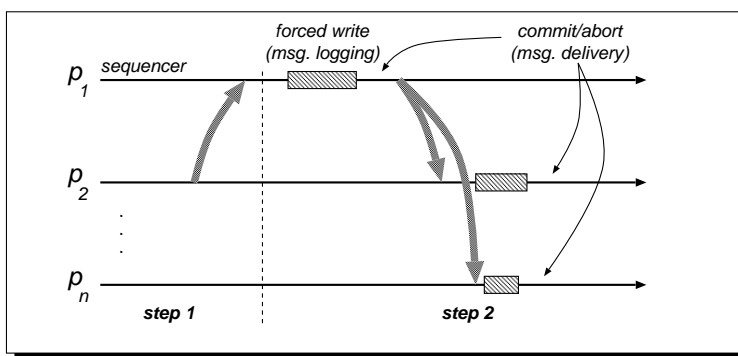 forced write
(msg. logging)
commit/abort
(msg. delivery)
p1 sequencer
p2
.
.
.
pn
step 1
step 2